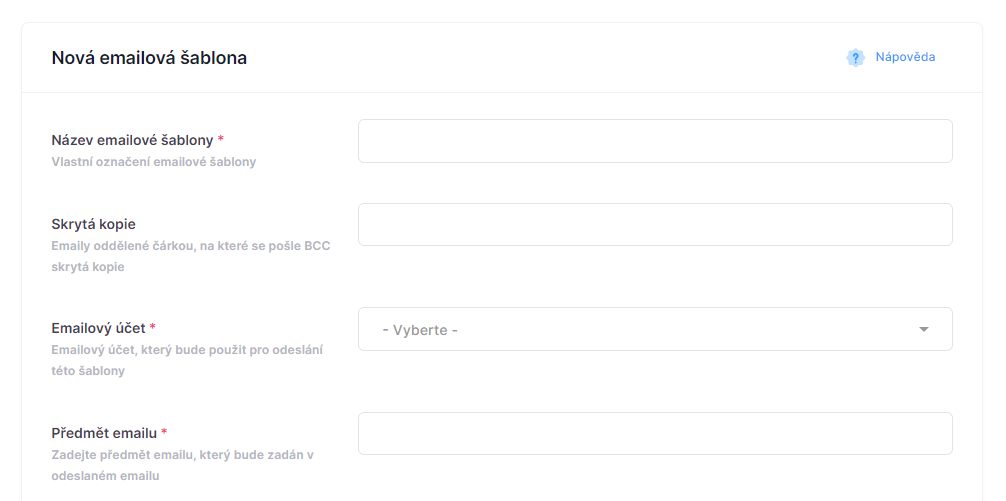 Nová emailová šablona
? Nápověda
Název emailové šablony *
Vlastní označení emailové šablony
Skrytá kopie
Emaily oddělené čárkou, na které se pošle BCC
skrytá kopie
Emailový účet *
- Vyberte -
Emailový účet, který bude použit pro odeslání
této šablony
Předmět emailu *
Zadejte předmět emailu, který bude zadán v
odeslaném emailu